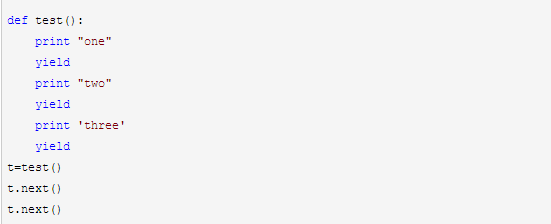 def test():
    print "one"
    yield
    print "two"
    yield
    print 'three'
    yield
t=test()
t.next()
t.next()